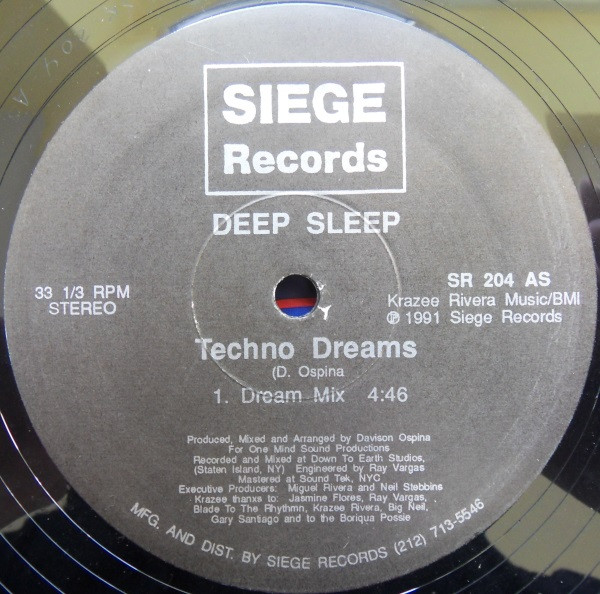 SIEGE
Records
DEEP SLEEP
33 1/3 RPM
STEREO
SR 204 AS
Krazee Rivera Music/BMI
℗ 1991 Siege Records
Techno Dreams
(D. Ospina
1. Dream Mix 4:46
Produced, Mixed and Arranged by Davison Ospina
For One Mind Sound Productions
Recorded and Mixed at Down To Earth Studios,
(Staten Island, NY) Engineered by Ray Vargas
Mastered at Sound Tek, NYC
Executive Producers: Miguel Rivera and Neil Stebbins
Krazee thanxs to: Jasmine Flores, Ray Vargas,
Blade To the Rhythmn, Krazee Rivera, Big Neil,
Gary Santiago and to the Boriqua Possie
MFG. AND DIST. BY SIEGE RECORDS (212) 713-5546